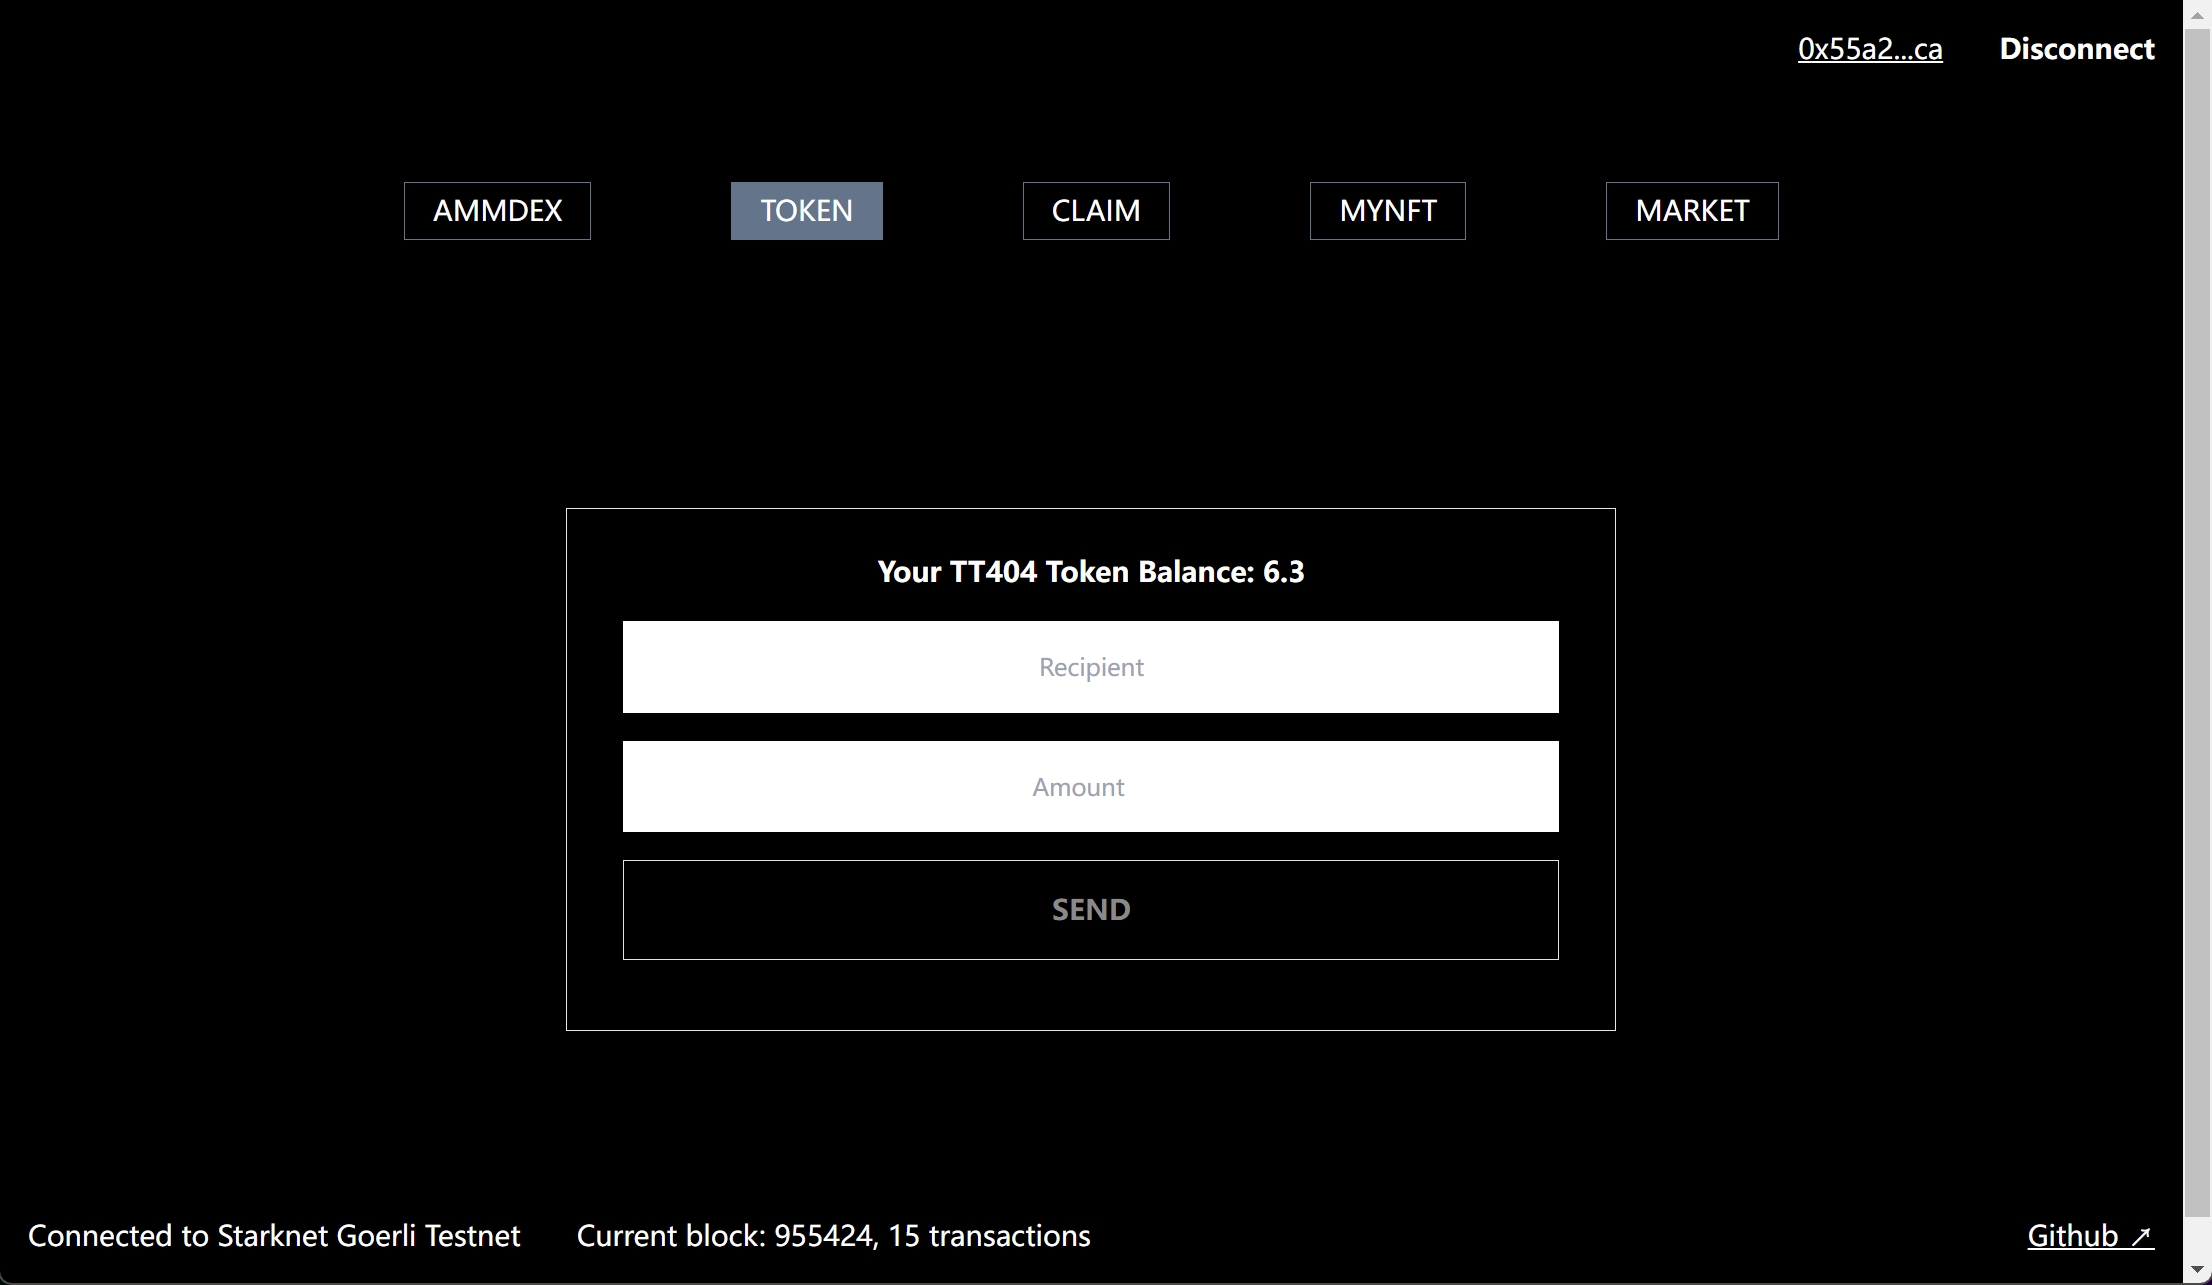 0x55a2...ca Disconnect
AMMDEX TOKEN CLAIM MYNFT MARKET
Your TT404 Token Balance: 6.3
Recipient
Amount
SEND
Connected to Starknet Goerli Testnet Current block: 955424, 15 transactions Github ↗